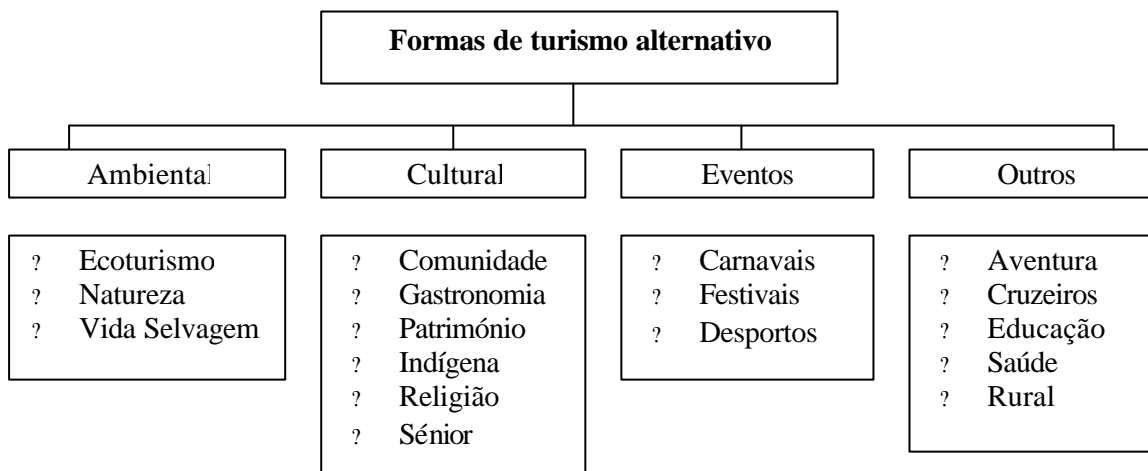 Formas de turismo alternativo
Ambiental
Cultural
Eventos
Outros
? Ecoturismo
? Natureza
? Vida Selvagem
? Comunidade
? Gastronomia
? Património
? Indígena
? Religião
? Sénior
? Carnavais
? Festivais
? Desportos
? Aventura
? Cruzeiros
? Educação
? Saúde
? Rural